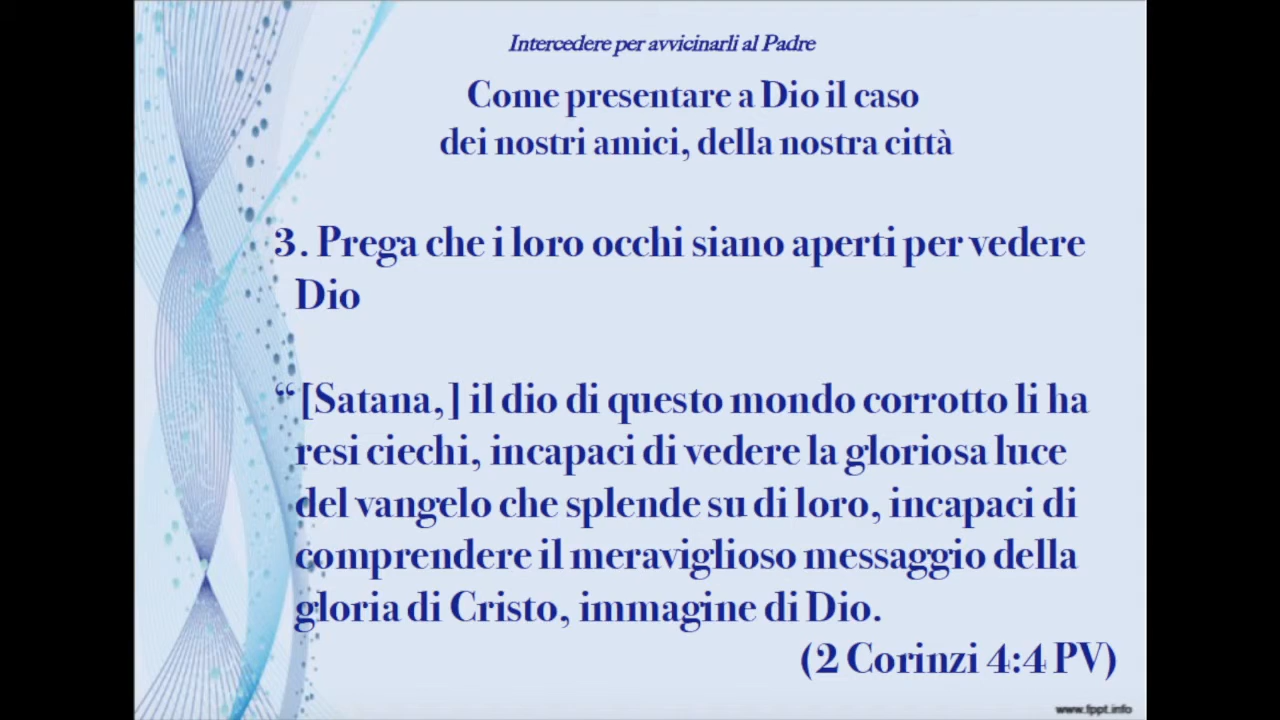 Intercedere per avvicinarli al Padre
Come presentare a Dio il caso
dei nostri amici, della nostra città
3. Prega che i loro occhi siano aperti per vedere
Dio
“[Satana,] il dio di questo mondo corrotto li ha
resi ciechi, incapaci di vedere la gloriosa luce
del vangelo che splende su di loro, incapaci di
comprendere il meraviglioso messaggio della
gloria di Cristo, immagine di Dio.
(2 Corinzi 4:4 PV)
www.fppt.info